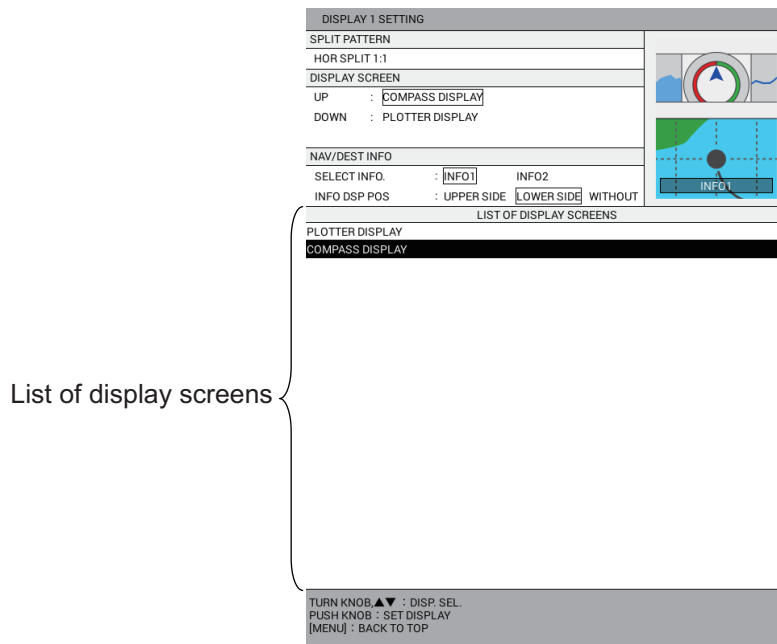 DISPLAY 1 SETTING
SPLIT PATTERN
HOR SPLIT 1:1
DISPLAY SCREEN
UP : COMPASS DISPLAY
DOWN : PLOTTER DISPLAY
NAV/DEST INFO
SELECT INFO. : INFO1 INFO2
INFO DSP POS : UPPER SIDE LOWER SIDE WITHOUT
INFO1
LIST OF DISPLAY SCREENS
PLOTTER DISPLAY
COMPASS DISPLAY
List of display screens
TURN KNOB,▲▼ : DISP. SEL.
PUSH KNOB : SET DISPLAY
[MENU] : BACK TO TOP